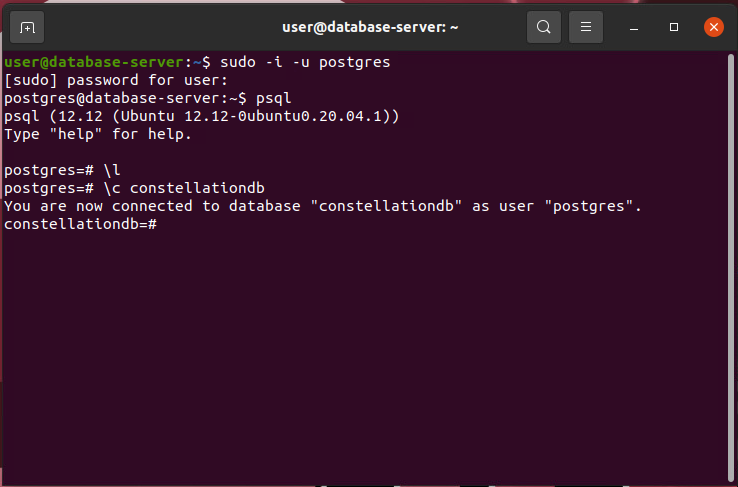 user@database-server: ~
user@database-server:~$ sudo -i -u postgres
[sudo] password for user:
postgres@database-server:~$ psql
psql (12.12 (Ubuntu 12.12-0ubuntu0.20.04.1))
Type "help" for help.
postgres=# \l
postgres=# \c constellationdb
You are now connected to database "constellationdb" as user "postgres".
constellationdb=#